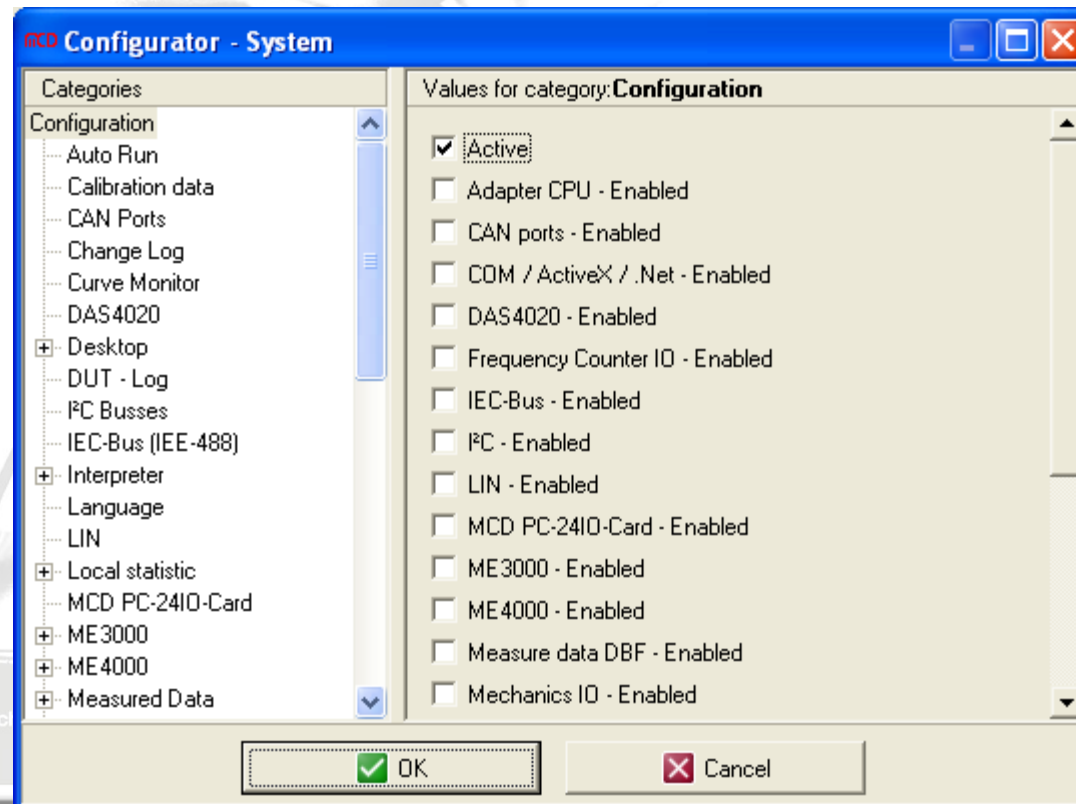 MCD Configurator - System
Categories
Configuration
Auto Run
Calibration data
CAN Ports
Change Log
Curve Monitor
DAS4020
Desktop
DUT - Log
I²C Busses
IEC-Bus (IEE-488)
Interpreter
Language
LIN
Local statistic
MCD PC-24IO-Card
ME3000
ME4000
Measured Data
Values for category:Configuration
Active
Adapter CPU - Enabled
CAN ports - Enabled
COM / ActiveX / .Net - Enabled
DAS4020 - Enabled
Frequency Counter IO - Enabled
IEC-Bus - Enabled
I²C - Enabled
LIN - Enabled
MCD PC-24IO-Card - Enabled
ME3000 - Enabled
ME4000 - Enabled
Measure data DBF - Enabled
Mechanics IO - Enabled
OK
Cancel